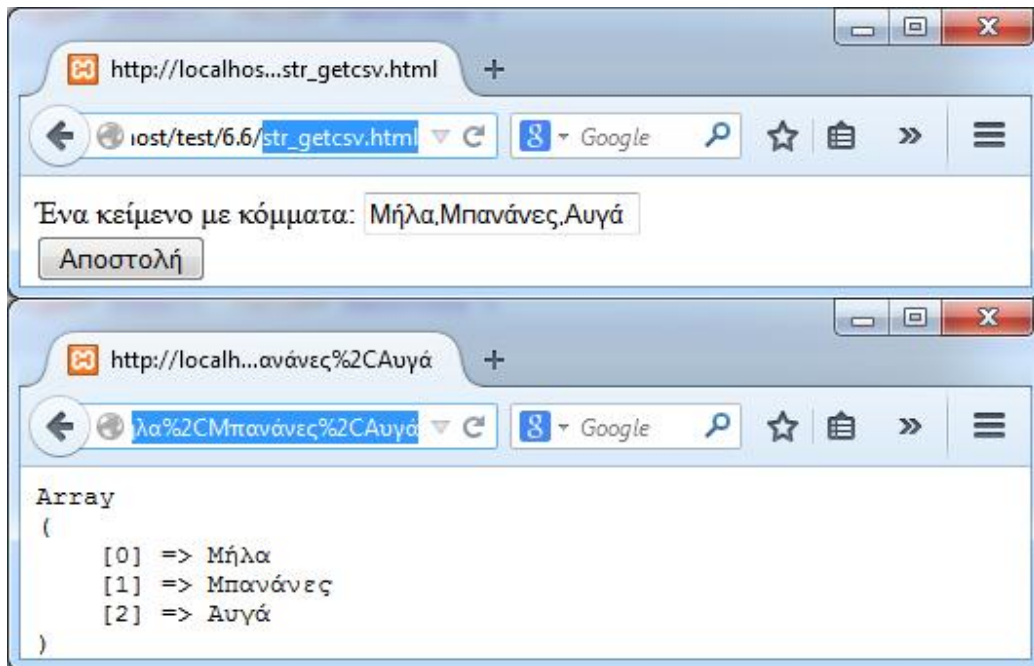 http://localhos...str_getcsv.html
ιost/test/6.6/str_getcsv.html
Google
Ένα κείμενο με κόμματα: Μήλα,Μπανάνες,Αυγά
Αποστολή
http://localh...ανάνες%2CΑυγά
λα%2CΜπανάνες%2CΑυγά
Google
Array
(
[0] => Μήλα
[1] => Μπανάνες
[2] => Αυγά
)